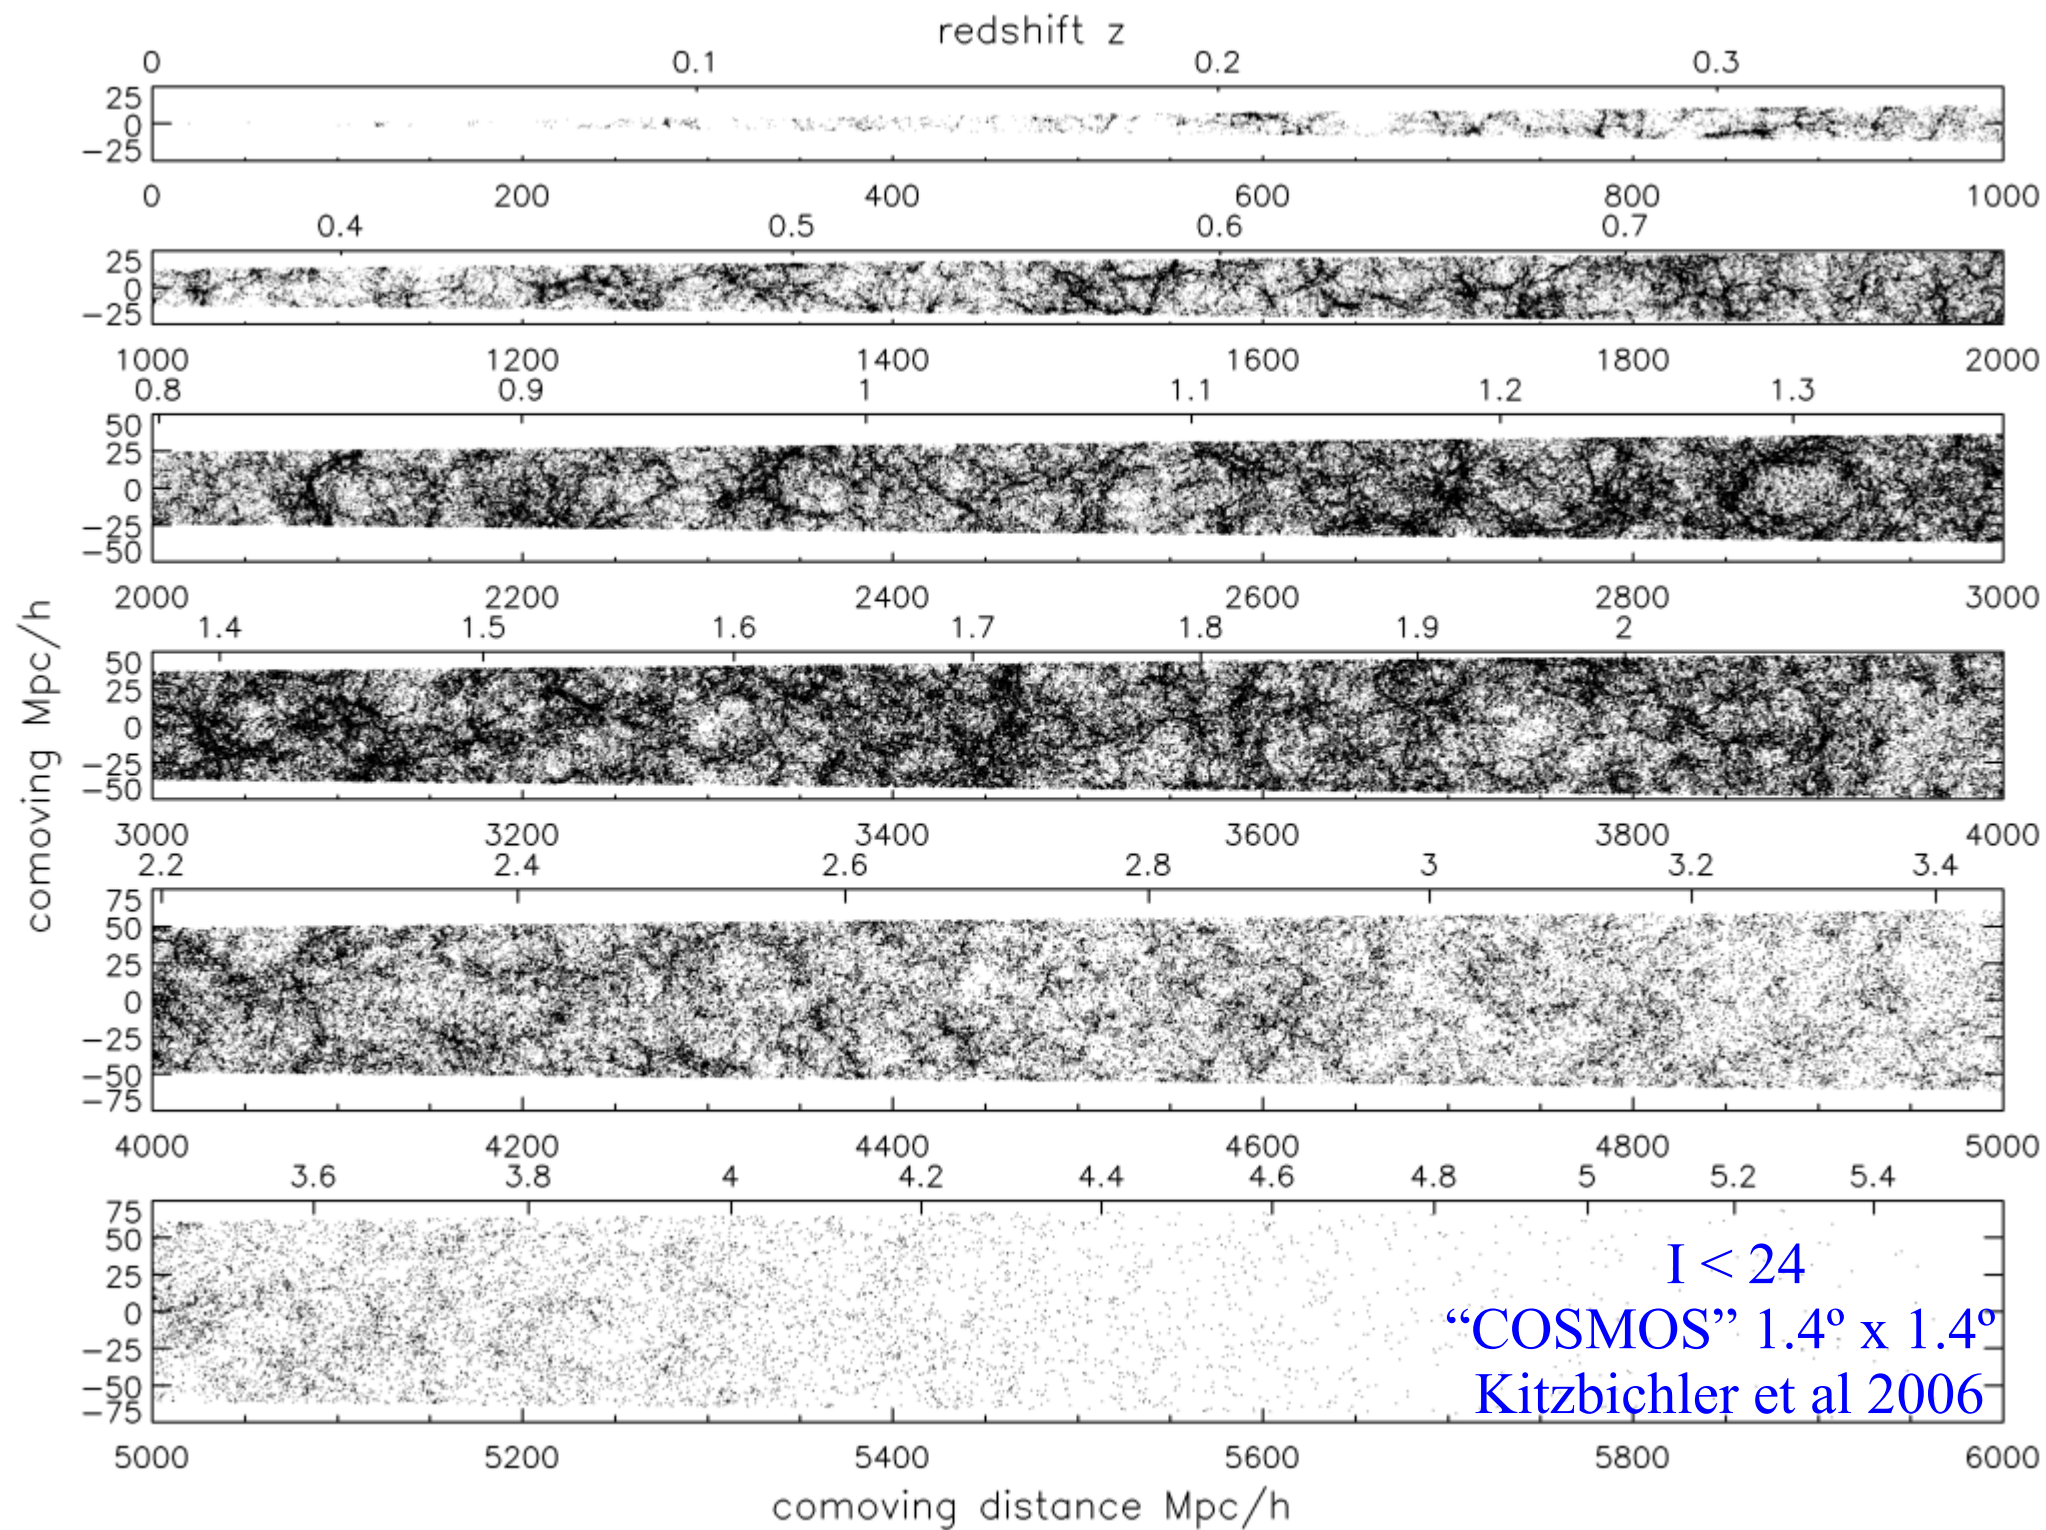 redshift z
0 0.1 0.2 0.3
25
0
−25
0 200 400 600 800 1000
0.4 0.5 0.6 0.7
25
0
−25
1000 1200 1400 1600 1800 2000
0.8 0.9 1 1.1 1.2 1.3
50
25
0
−25
−50
2000 2200 2400 2600 2800 3000
1.4 1.5 1.6 1.7 1.8 1.9 2
50
25
0
−25
−50
3000 3200 3400 3600 3800 4000
2.2 2.4 2.6 2.8 3 3.2 3.4
75
50
25
0
−25
−50
−75
4000 4200 4400 4600 4800 5000
3.6 3.8 4 4.2 4.4 4.6 4.8 5 5.2 5.4
75
50
25
0
−25
−50
−75
I < 24
“COSMOS” 1.4º x 1.4º
Kitzbichler et al 2006
5000 5200 5400 5600 5800 6000
comoving distance Mpc/h
comoving Mpc/h